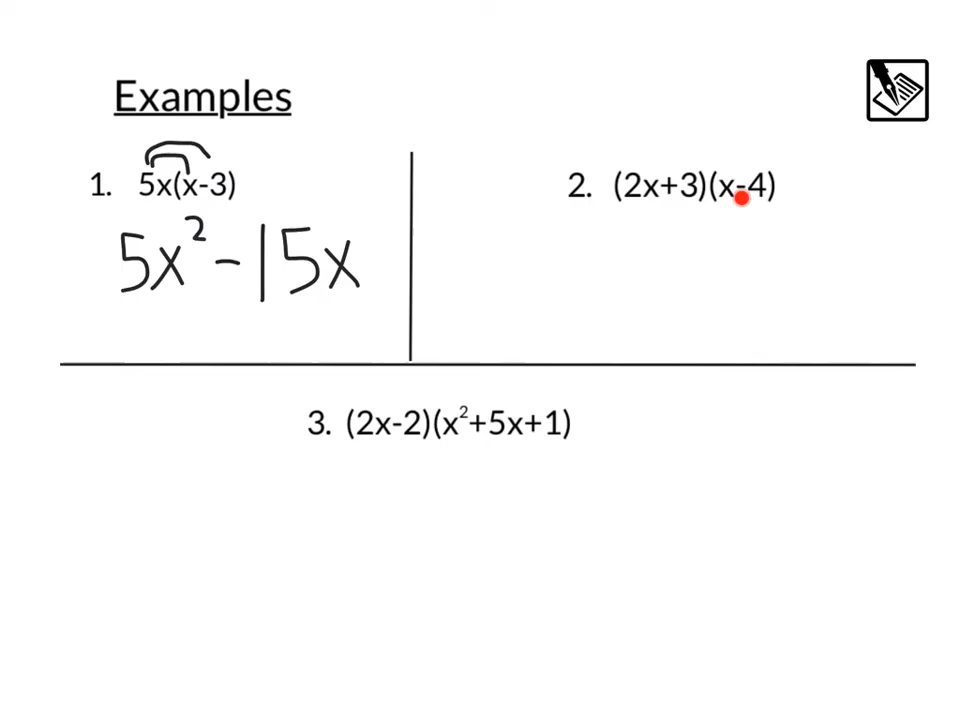 Examples
1. 5x(x-3)
5x² - 15x
2. (2x+3)(x-4)
3. (2x-2)(x²+5x+1)